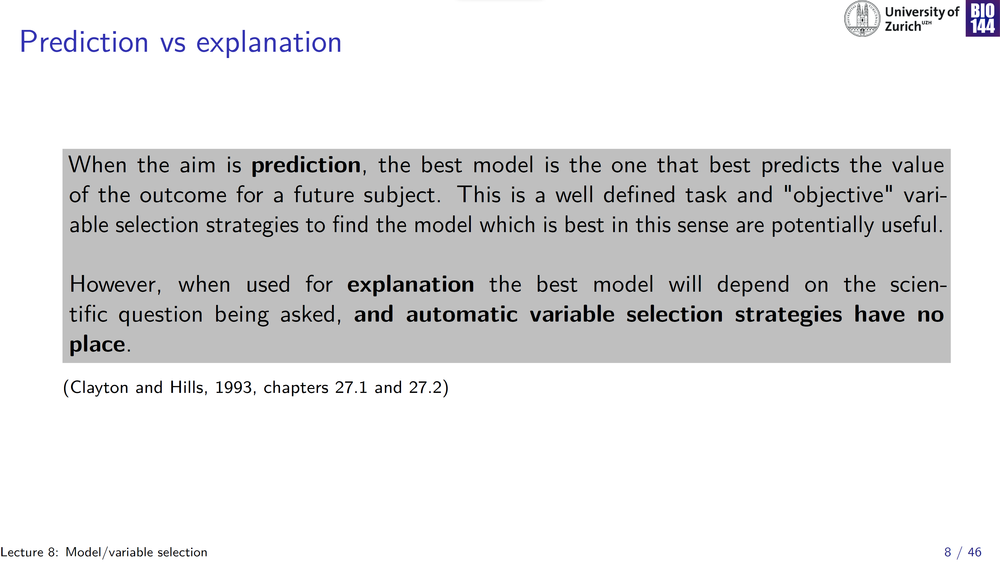 University of
Zurich UZH
BIO
144
Prediction vs explanation
When the aim is prediction, the best model is the one that best predicts the value
of the outcome for a future subject. This is a well defined task and "objective" vari-
able selection strategies to find the model which is best in this sense are potentially useful.
However, when used for explanation the best model will depend on the scien-
tific question being asked, and automatic variable selection strategies have no
place.
(Clayton and Hills, 1993, chapters 27.1 and 27.2)
Lecture 8: Model/variable selection
8 / 46